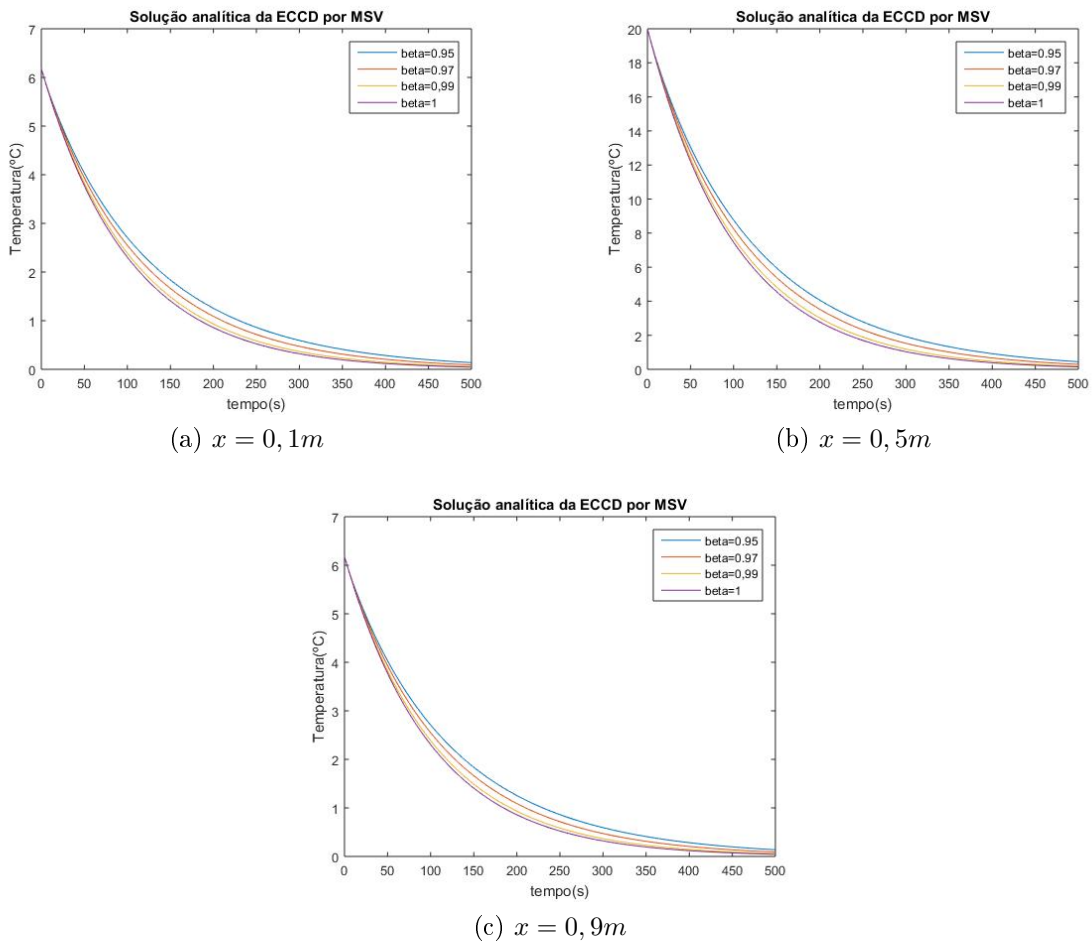 Solução analítica da ECCD por MSV
7
6
5
4
3
2
1
0
Temperatura(ºC)
beta=0.95
beta=0.97
beta=0,99
beta=1
0 50 100 150 200 250 300 350 400 450 500
tempo(s)
(a) x = 0, 1m
Solução analítica da ECCD por MSV
20
18
16
14
12
10
8
6
4
2
0
Temperatura(ºC)
beta=0.95
beta=0.97
beta=0,99
beta=1
0 50 100 150 200 250 300 350 400 450 500
tempo(s)
(b) x = 0, 5m
Solução analítica da ECCD por MSV
7
6
5
4
3
2
1
0
Temperatura(ºC)
beta=0.95
beta=0.97
beta=0,99
beta=1
0 50 100 150 200 250 300 350 400 450 500
tempo(s)
(c) x = 0, 9m